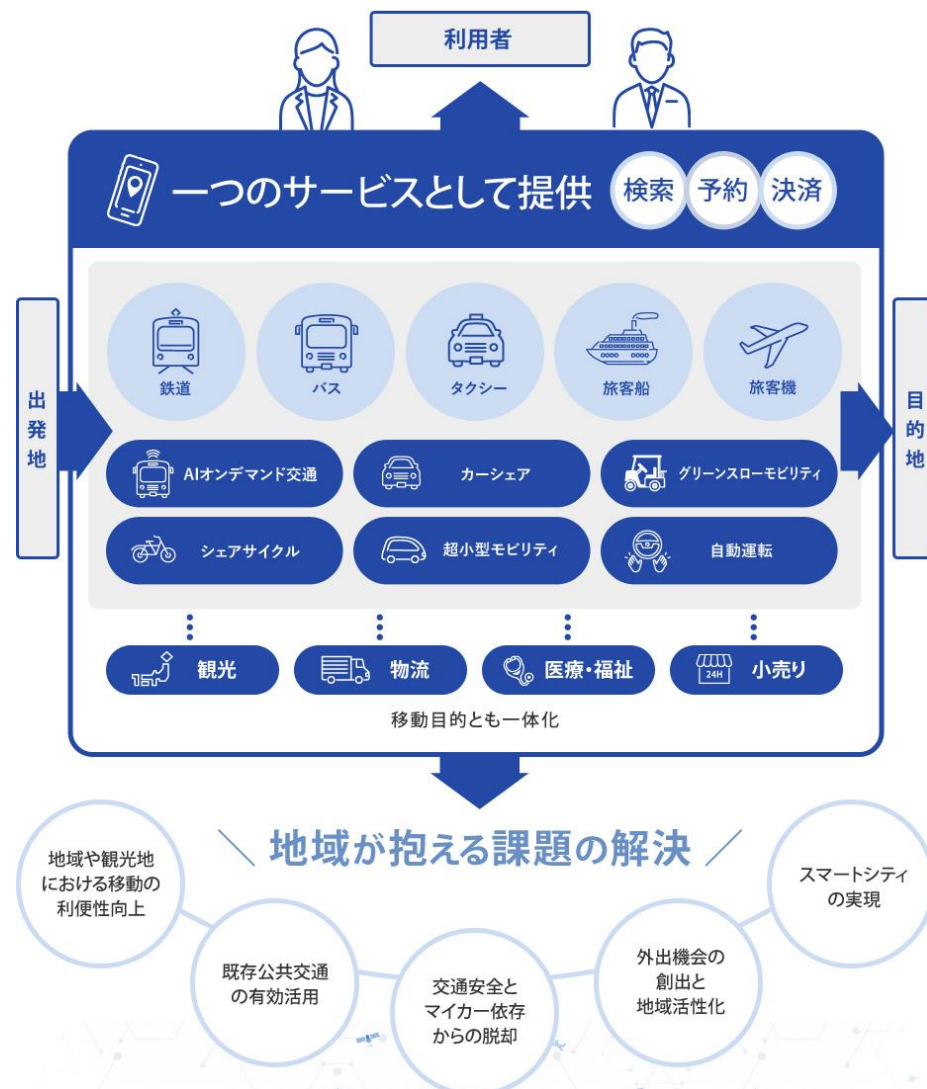 利用者
一つのサービスとして提供
検索
予約
決済
出発地
目的地
鉄道
バス
タクシー
旅客船
旅客機
AIオンデマンド交通
カーシェア
グリーンスローモビリティ
シェアサイクル
超小型モビリティ
自動運転
観光
物流
24H
医療・福祉
小売り
移動目的とも一体化
地域が抱える課題の解決
地域や観光地
における移動の
利便性向上
既存公共交通
の有効活用
交通安全と
マイカー依存
からの脱却
外出機会の
創出と
地域活性化
スマートシティ
の実現